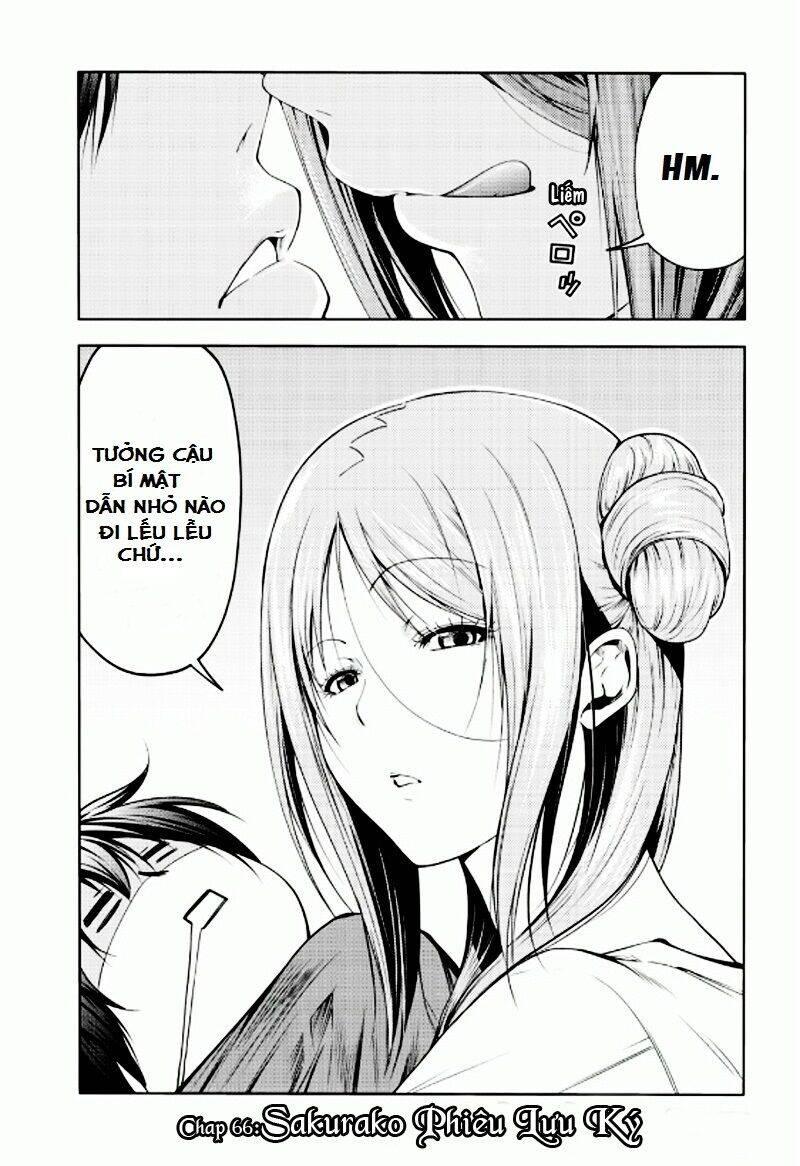 HM.
Liếm
ペロッ
TƯỞNG CẬU
BÍ MẬT
DẪN NHỎ NÀO
ĐI LẾU LỀU
CHỨ...
Chap 66:Sakurako Phiêu Lưu Ký